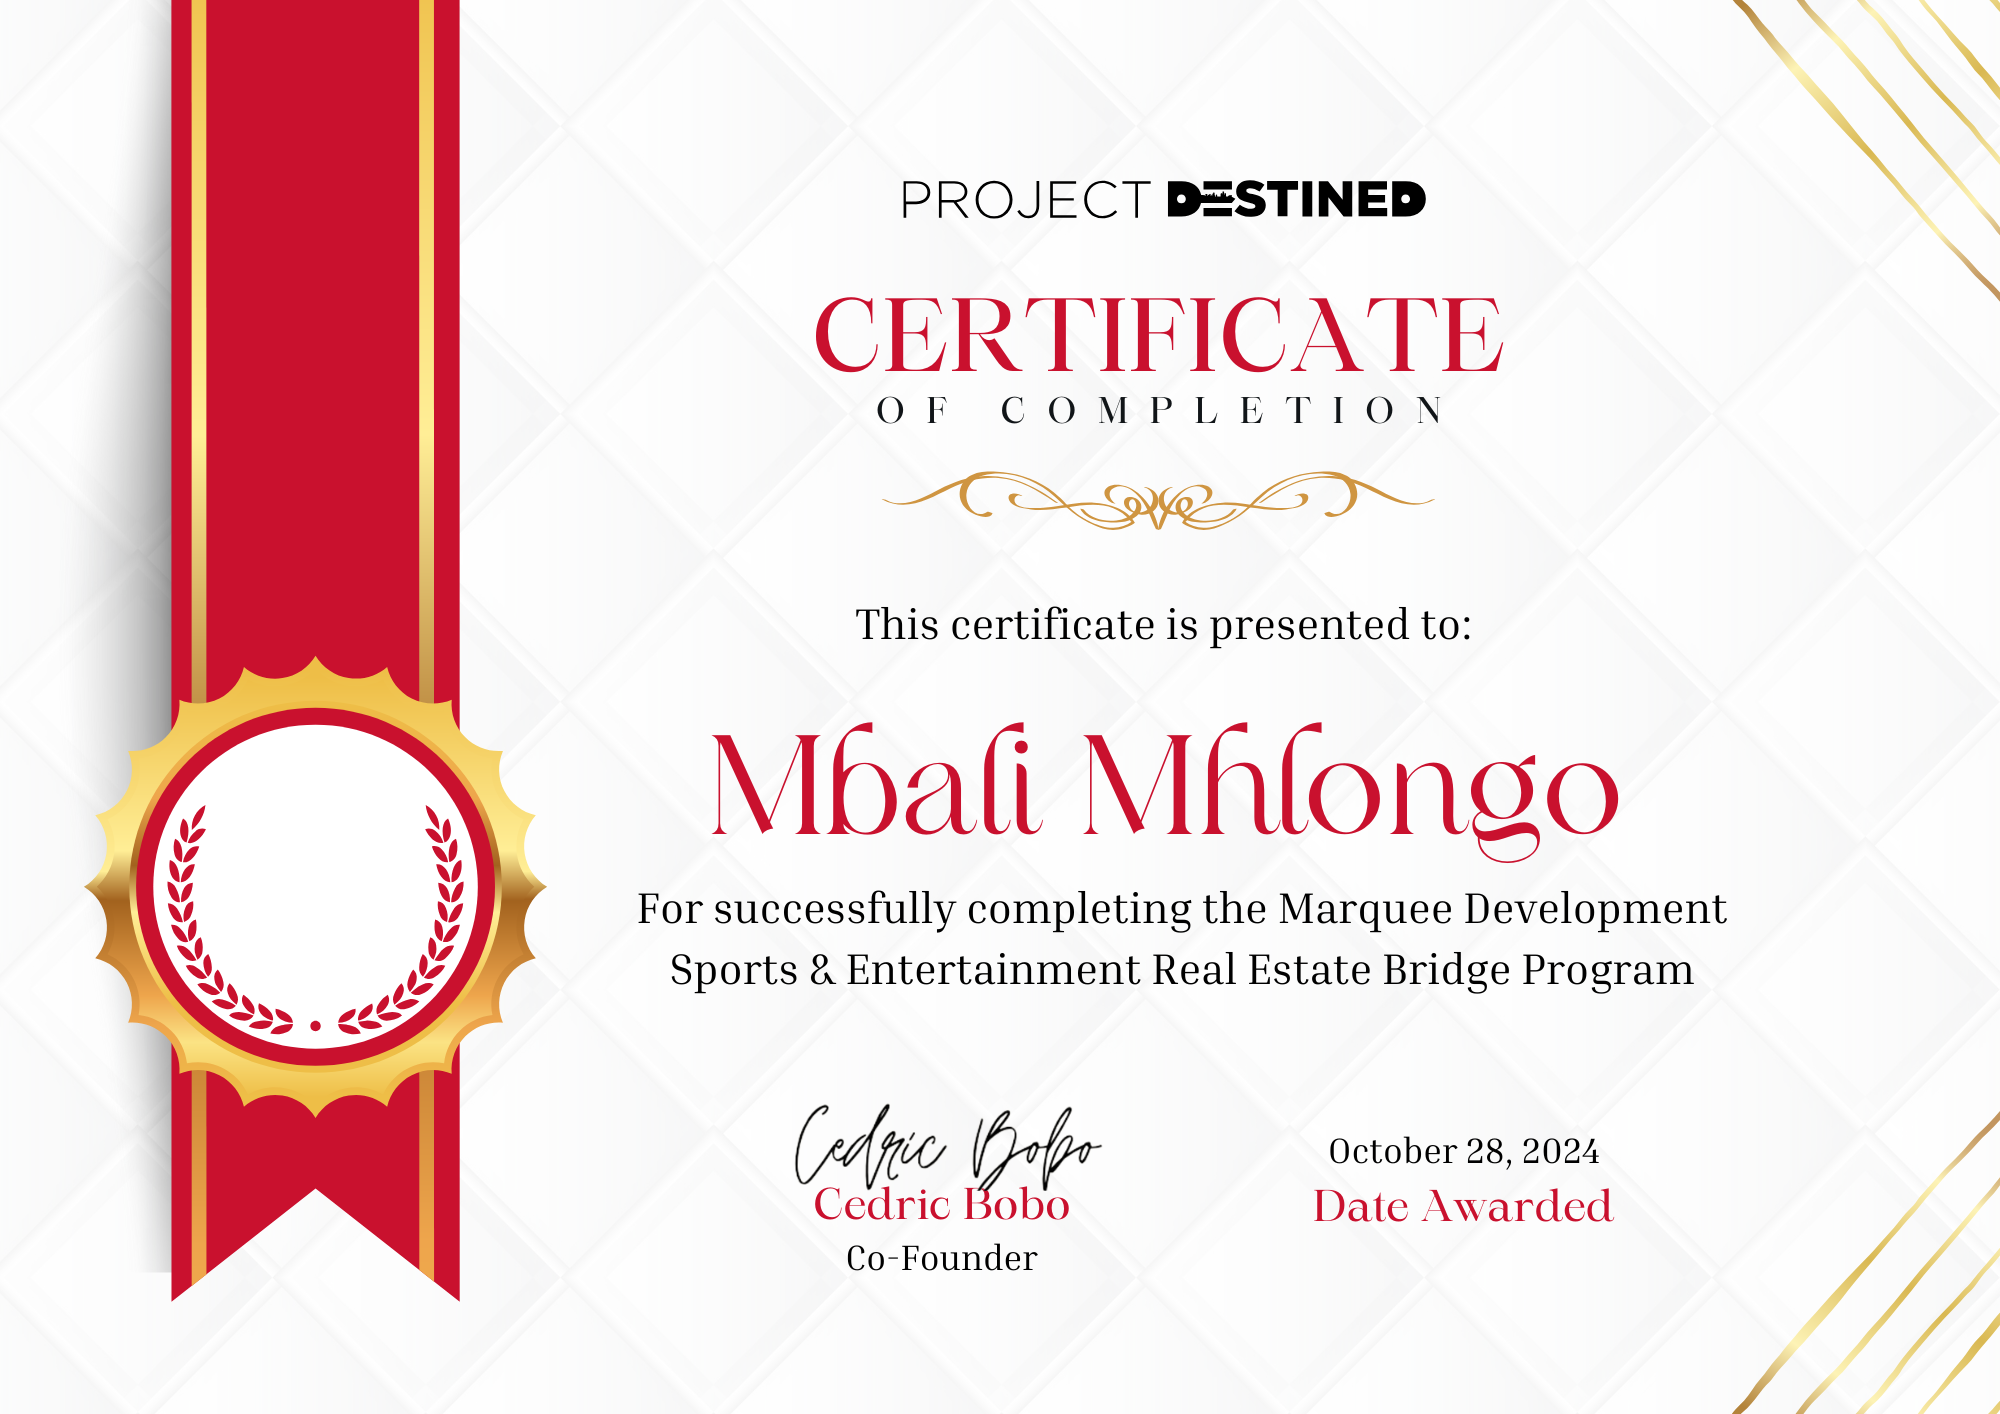 PROJECT DESTINED
CERTIFICATE
OF COMPLETION
This certificate is presented to:
Mbali Mhlongo
For successfully completing the Marquee Development
Sports & Entertainment Real Estate Bridge Program
Cedric Bobo
Cedric Bobo
Co-Founder
October 28, 2024
Date Awarded